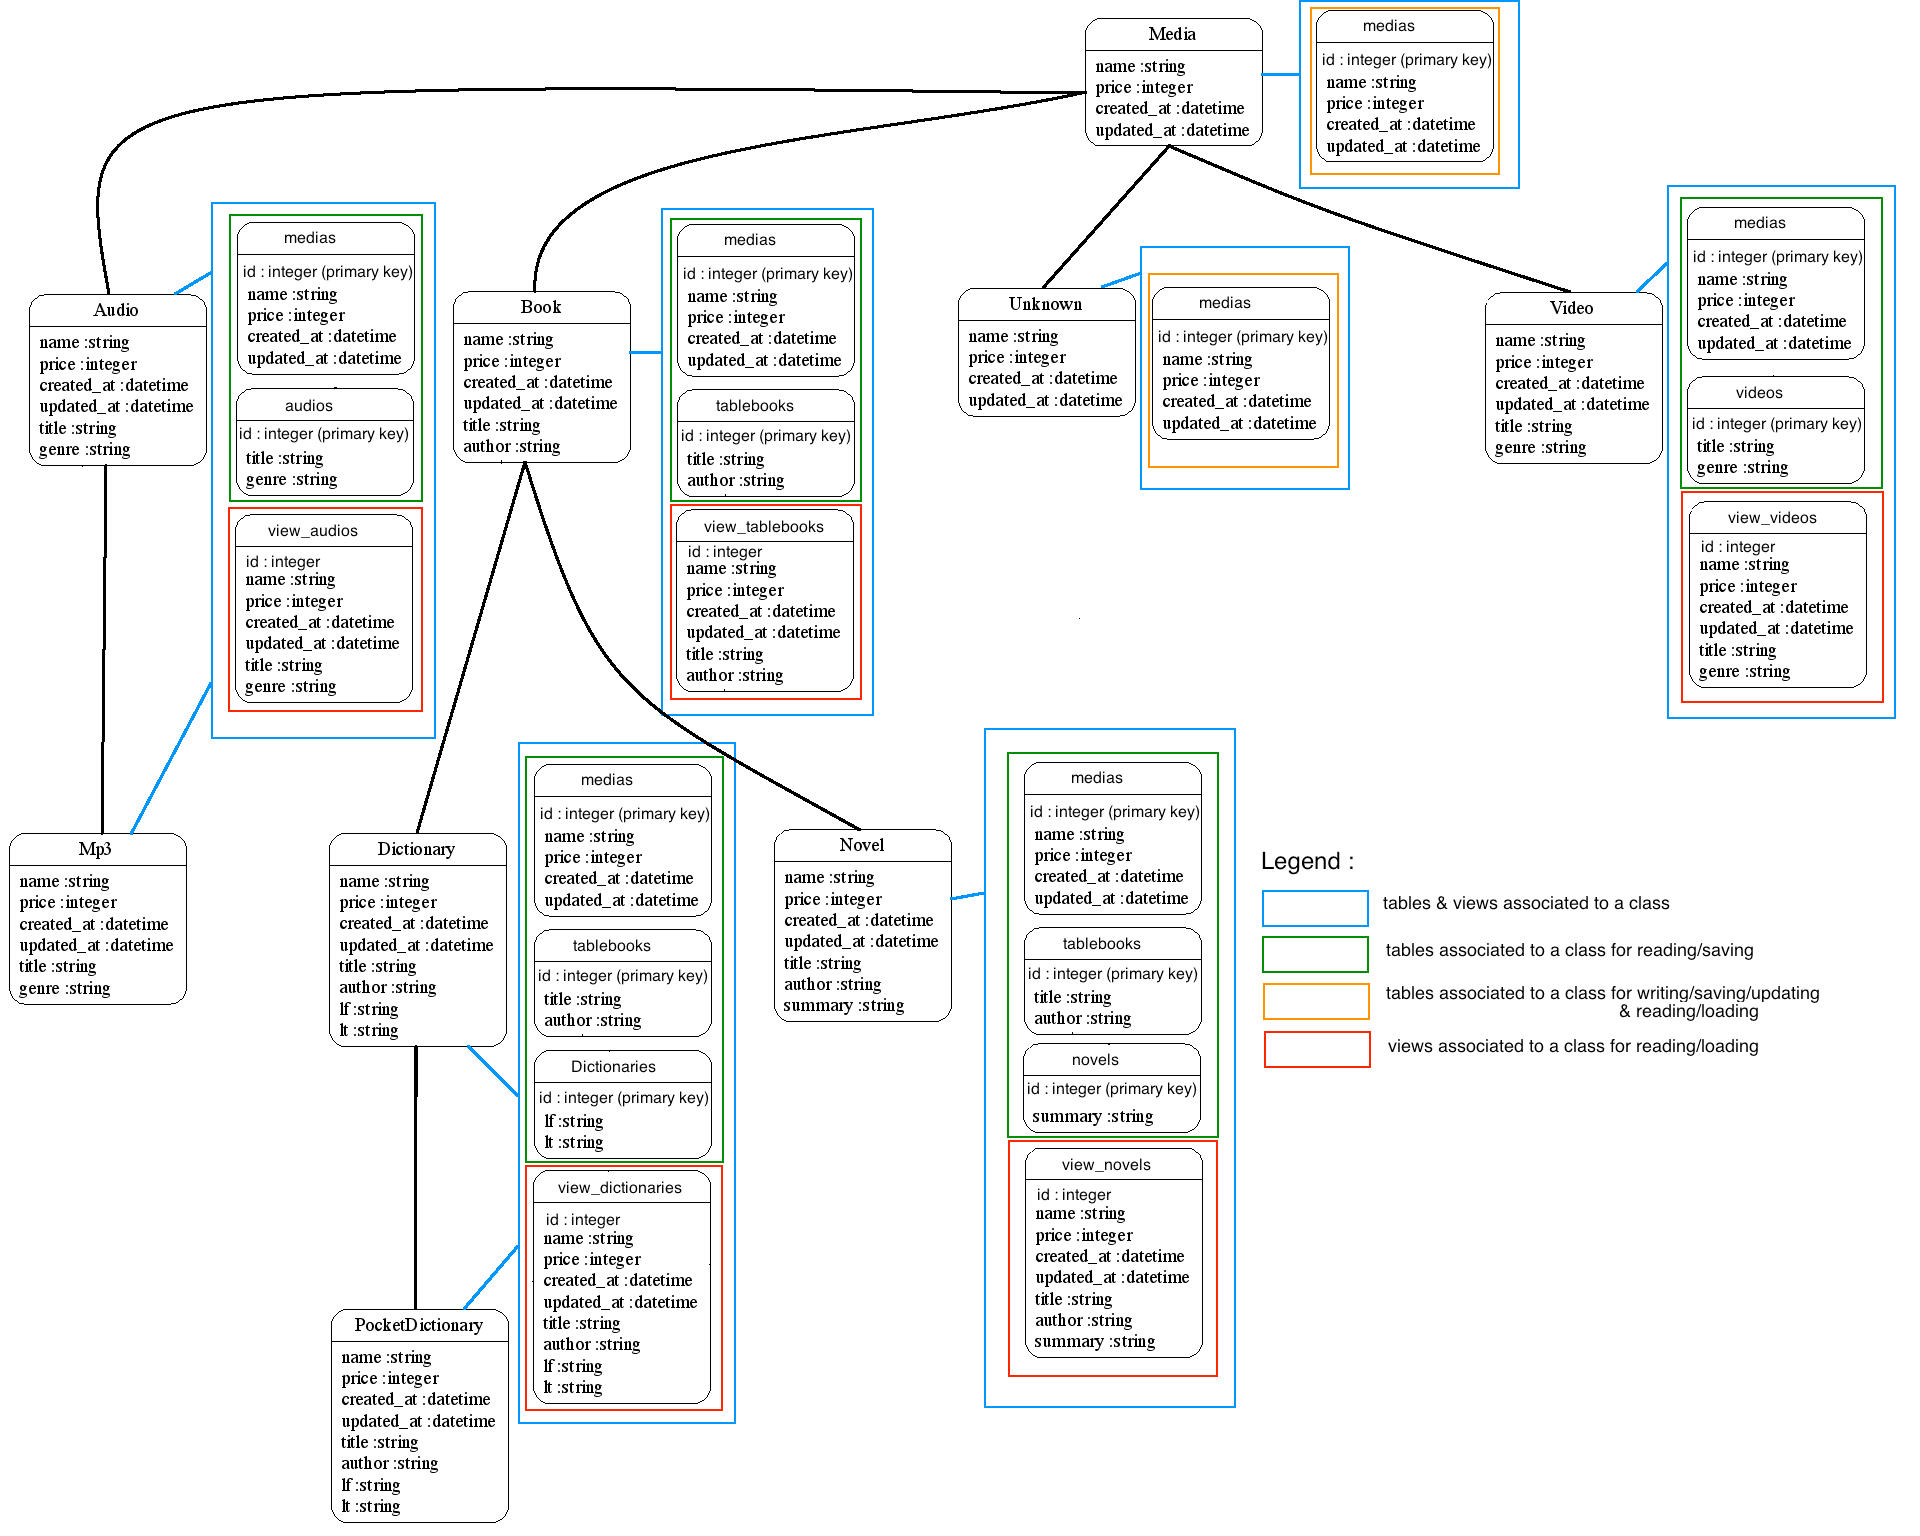 Media
name :string
price :integer
created_at :datetime
updated_at :datetime
medias
id : integer (primary key)
name :string
price :integer
created_at :datetime
updated_at :datetime
Audio
name :string
price :integer
created_at :datetime
updated_at :datetime
title :string
genre :string
medias
id : integer (primary key)
name :string
price :integer
created_at :datetime
updated_at :datetime
audios
id : integer (primary key)
title :string
genre :string
view_audios
id : integer
name :string
price :integer
created_at :datetime
updated_at :datetime
title :string
genre :string
Book
name :string
price :integer
created_at :datetime
updated_at :datetime
title :string
author :string
medias
id : integer (primary key)
name :string
price :integer
created_at :datetime
updated_at :datetime
tablebooks
id : integer (primary key)
title :string
author :string
view_tablebooks
id : integer
name :string
price :integer
created_at :datetime
updated_at :datetime
title :string
author :string
Unknown
name :string
price :integer
created_at :datetime
updated_at :datetime
medias
id : integer (primary key)
name :string
price :integer
created_at :datetime
updated_at :datetime
Video
name :string
price :integer
created_at :datetime
updated_at :datetime
title :string
genre :string
medias
id : integer (primary key)
name :string
price :integer
created_at :datetime
updated_at :datetime
videos
id : integer (primary key)
title :string
genre :string
view_videos
id : integer
name :string
price :integer
created_at :datetime
updated_at :datetime
title :string
genre :string
Mp3
name :string
price :integer
created_at :datetime
updated_at :datetime
title :string
genre :string
Dictionary
name :string
price :integer
created_at :datetime
updated_at :datetime
title :string
author :string
lf :string
lt :string
medias
id : integer (primary key)
name :string
price :integer
created_at :datetime
updated_at :datetime
tablebooks
id : integer (primary key)
title :string
author :string
Dictionaries
id : integer (primary key)
lf :string
lt :string
view_dictionaries
id : integer
name :string
price :integer
created_at :datetime
updated_at :datetime
title :string
author :string
lf :string
lt :string
Novel
name :string
price :integer
created_at :datetime
updated_at :datetime
title :string
author :string
summary :string
medias
id : integer (primary key)
name :string
price :integer
created_at :datetime
updated_at :datetime
tablebooks
id : integer (primary key)
title :string
author :string
novels
id : integer (primary key)
summary :string
view_novels
id : integer
name :string
price :integer
created_at :datetime
updated_at :datetime
title :string
author :string
summary :string
PocketDictionary
name :string
price :integer
created_at :datetime
updated_at :datetime
title :string
author :string
lf :string
lt :string
Legend :
tables & views associated to a class
tables associated to a class for reading/saving
tables associated to a class for writing/saving/updating
& reading/loading
views associated to a class for reading/loading